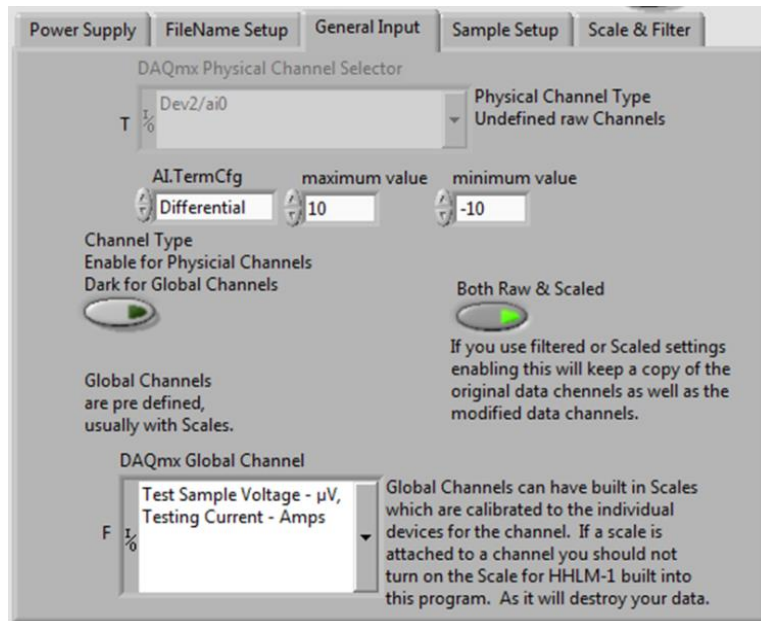 Power Supply
FileName Setup
General Input
Sample Setup
Scale & Filter
DAQmx Physical Channel Selector
T
I/O
Dev2/ai0
Physical Channel Type
Undefined raw Channels
AI.TermCfg
maximum value
minimum value
Differential
10
-10
Channel Type
Enable for Physicial Channels
Dark for Global Channels
Both Raw & Scaled
If you use filtered or Scaled settings
enabling this will keep a copy of the
original data chennels as well as the
modified data channels.
Global Channels
are pre defined,
usually with Scales.
DAQmx Global Channel
F
I/O
Test Sample Voltage - µV,
Testing Current - Amps
Global Channels can have built in Scales
which are calibrated to the individual
devices for the channel.  If a scale is
attached to a channel you should not
turn on the Scale for HHLM-1 built into
this program.  As it will destroy your data.